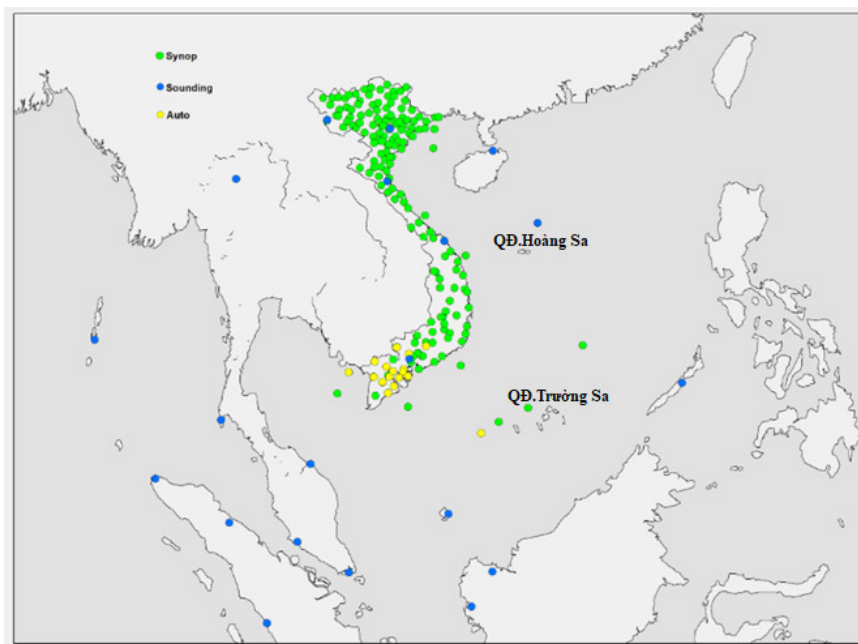 Synop
Sounding
Auto
QĐ.Hoàng Sa
QĐ.Trường Sa